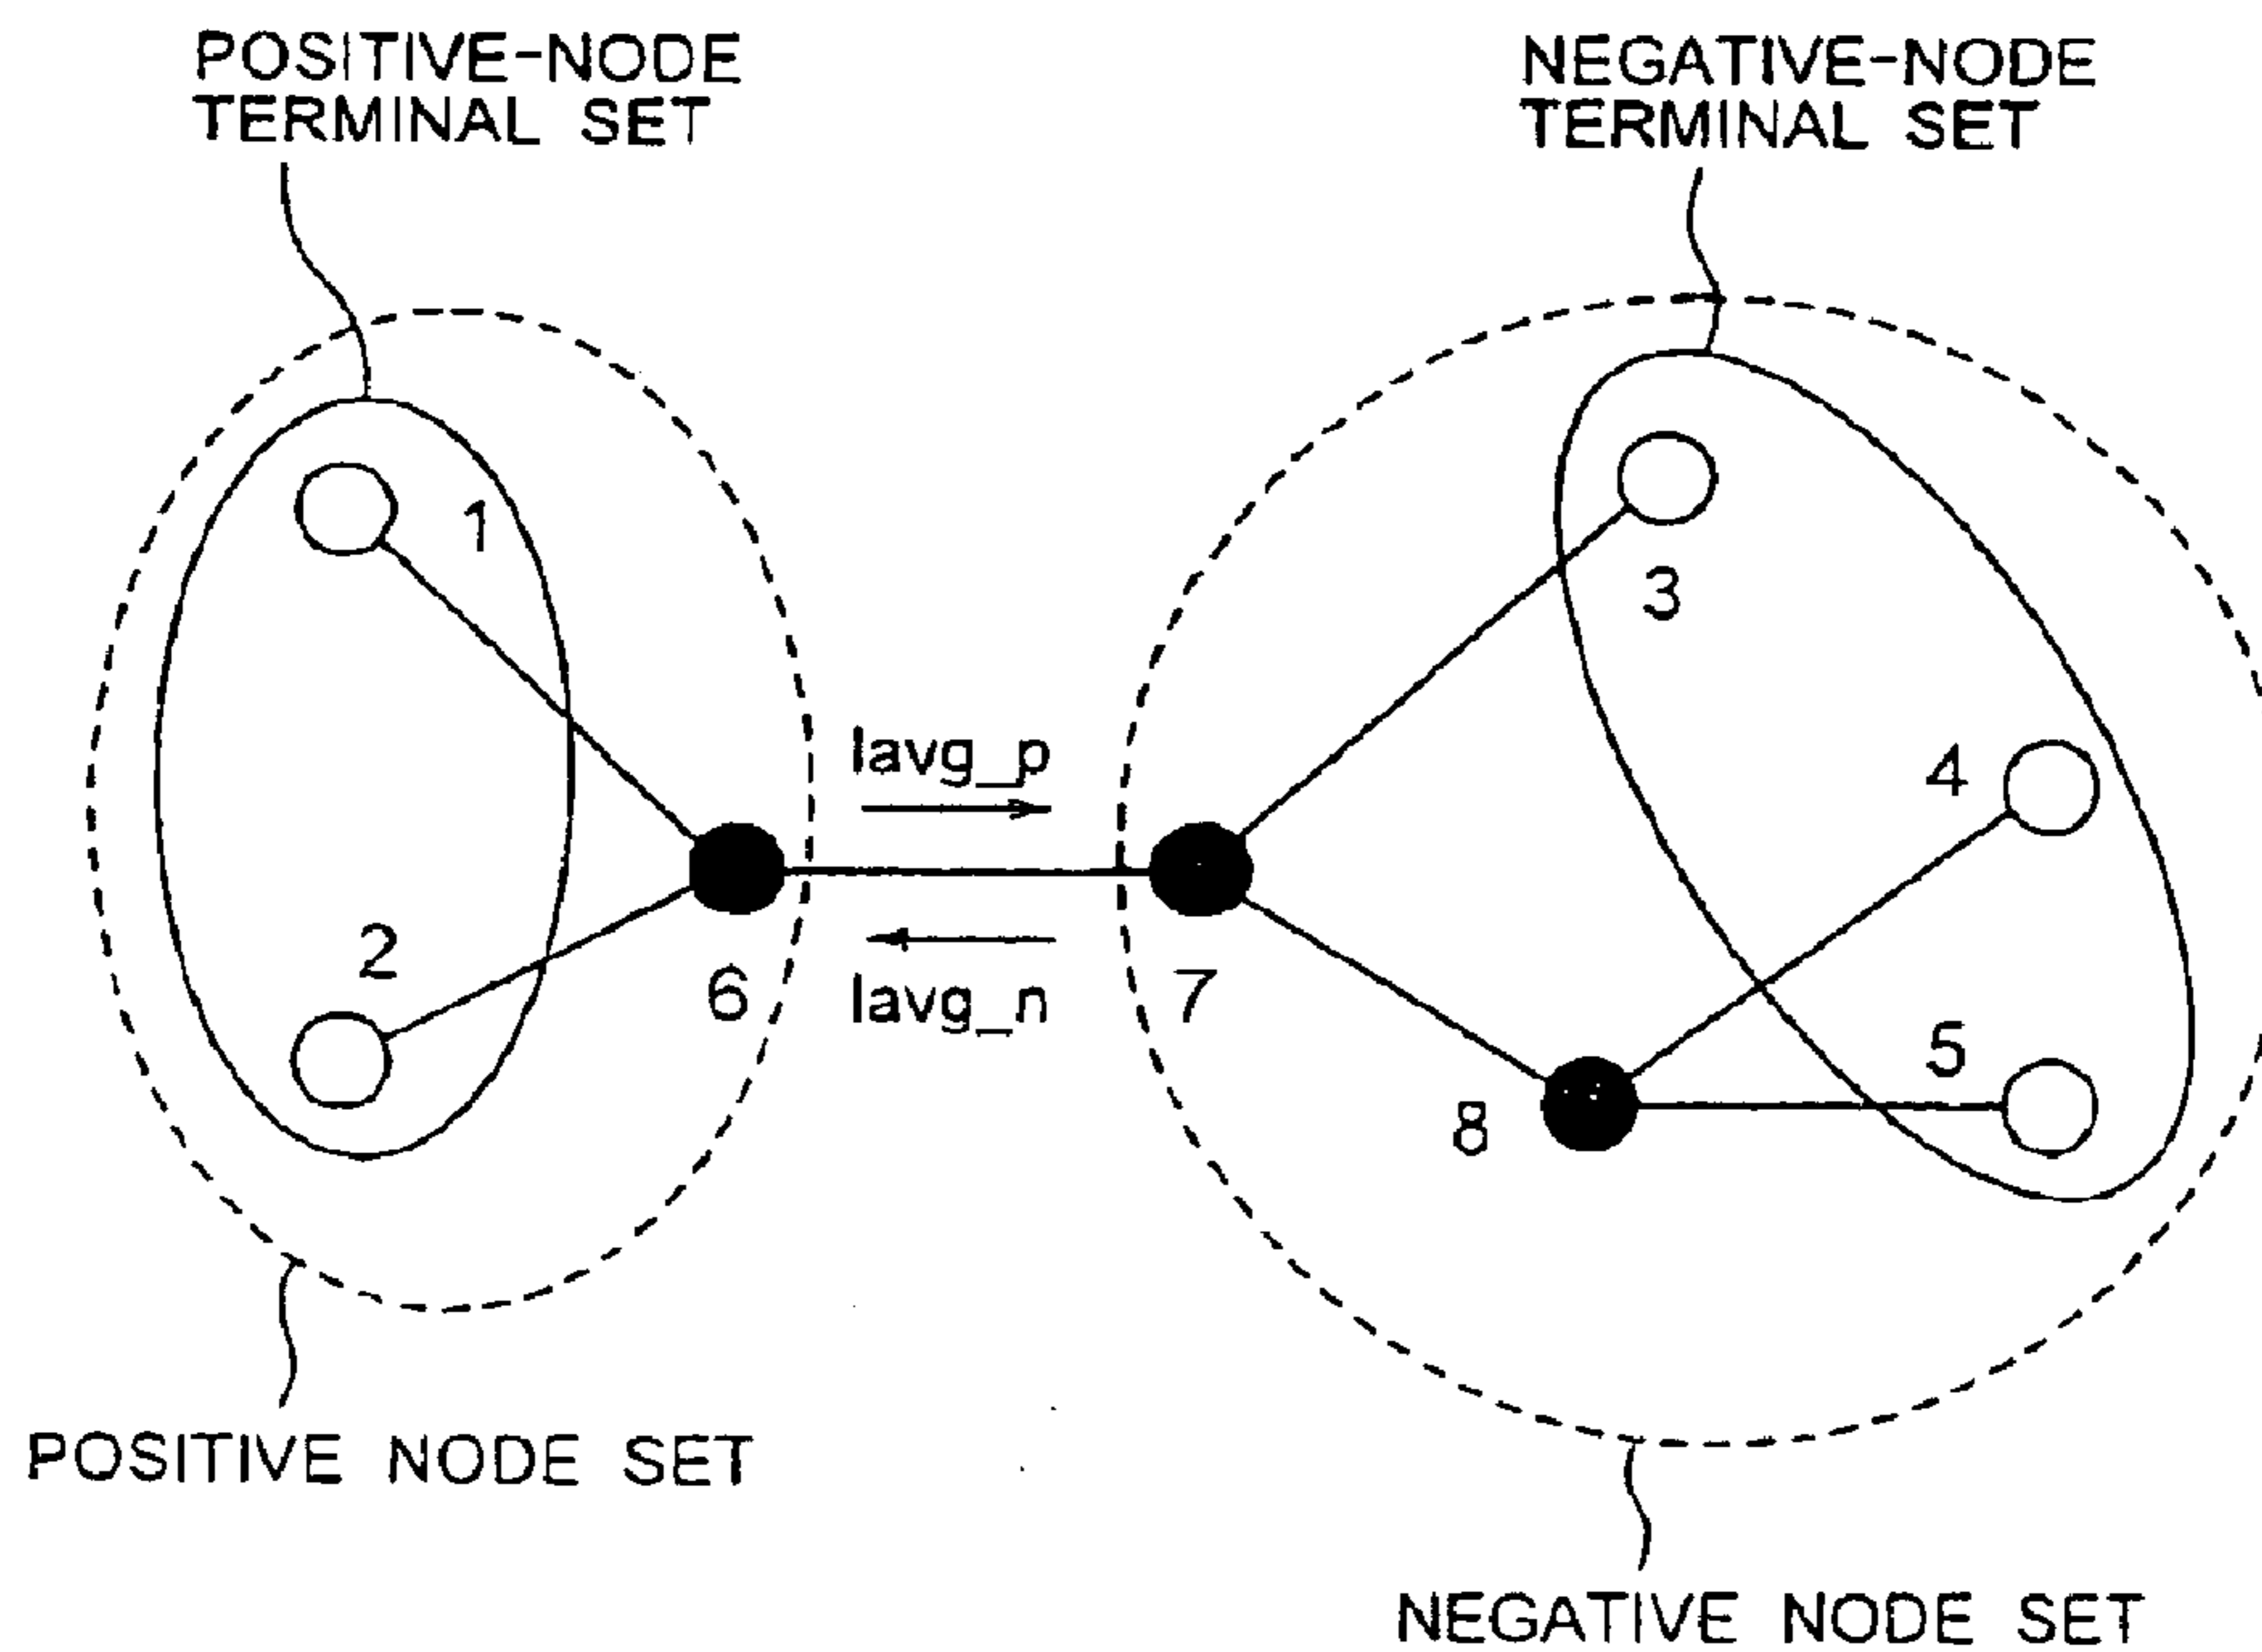 POSITIVE-NODE
TERMINAL SET
NEGATIVE-NODE
TERMINAL SET
1
3
Iavg_p
4
2
6
Iavg_n
7
5
8
POSITIVE NODE SET
NEGATIVE NODE SET